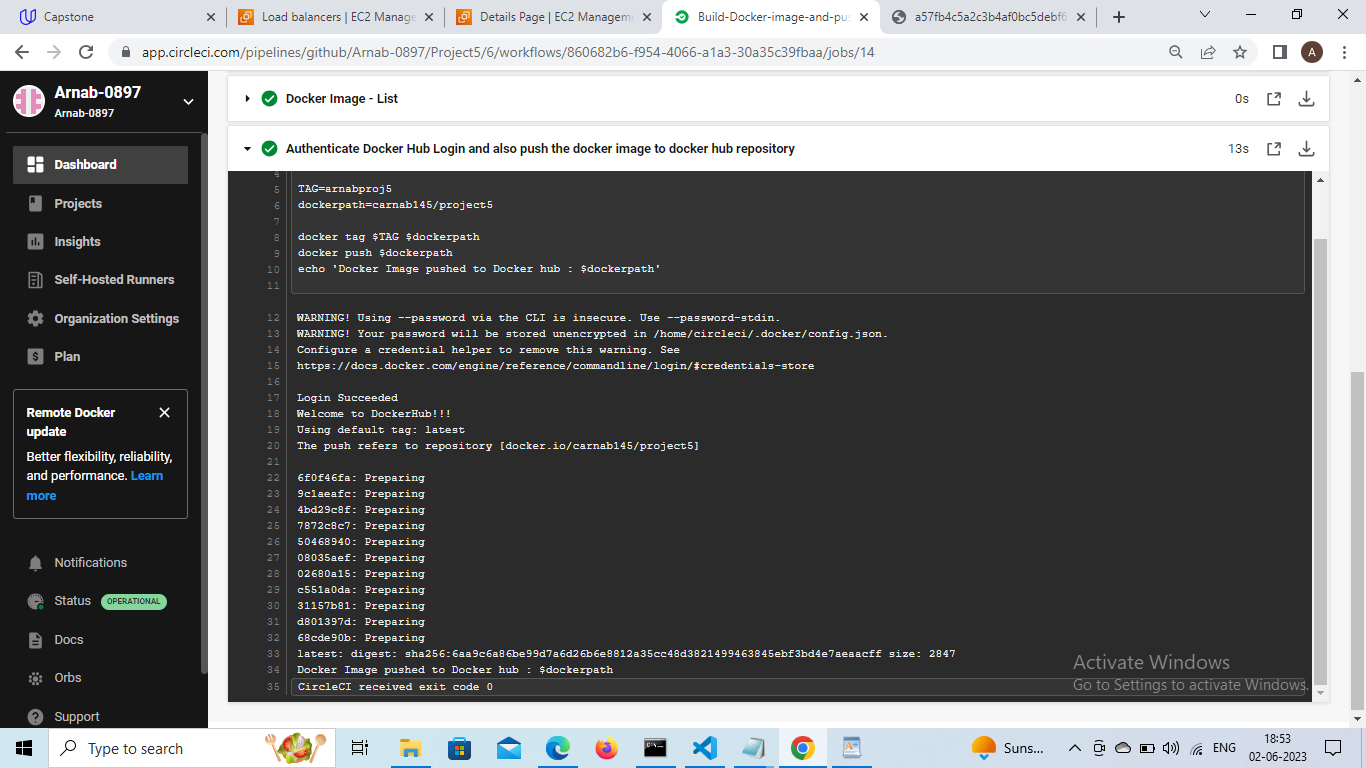 Capstone
Load balancers | EC2 Manage
Details Page | EC2 Managem
Build-Docker-image-and-pus
a57fb4c5a2c3b4af0bc5debf6
app.circleci.com/pipelines/github/Arnab-0897/Project5/6/workflows/860682b6-f954-4066-a1a3-30a35c39fbaa/jobs/14
A
Arnab-0897
Arnab-0897
Dashboard
Projects
Insights
Self-Hosted Runners
Organization Settings
Plan
Remote Docker
update
Better flexibility, reliability,
and performance. Learn
more
Notifications
Status OPERATIONAL
Docs
Orbs
Support
Docker Image - List 0s
Authenticate Docker Hub Login and also push the docker image to docker hub repository 13s
4
5 TAG=arnabproj5
6 dockerpath=carnab145/project5
7
8 docker tag $TAG $dockerpath
9 docker push $dockerpath
10 echo 'Docker Image pushed to Docker hub : $dockerpath'
11
12 WARNING! Using --password via the CLI is insecure. Use --password-stdin.
13 WARNING! Your password will be stored unencrypted in /home/circleci/.docker/config.json.
14 Configure a credential helper to remove this warning. See
15 https://docs.docker.com/engine/reference/commandline/login/#credentials-store
16
17 Login Succeeded
18 Welcome to DockerHub!!!
19 Using default tag: latest
20 The push refers to repository [docker.io/carnab145/project5]
21
22 6f0f46fa: Preparing
23 9c1aeafc: Preparing
24 4bd29c8f: Preparing
25 7872c8c7: Preparing
26 50468940: Preparing
27 08035aef: Preparing
28 02680a15: Preparing
29 c551a0da: Preparing
30 31157b81: Preparing
31 d801397d: Preparing
32 68cde90b: Preparing
33 latest: digest: sha256:6aa9c6a86be99d7a6d26b6e8812a35cc48d3821499463845ebf3bd4e7aeaacff size: 2847
34 Docker Image pushed to Docker hub : $dockerpath
35 CircleCI received exit code 0
Activate Windows
Go to Settings to activate Windows.
Type to search
Suns...
ENG
18:53
02-06-2023